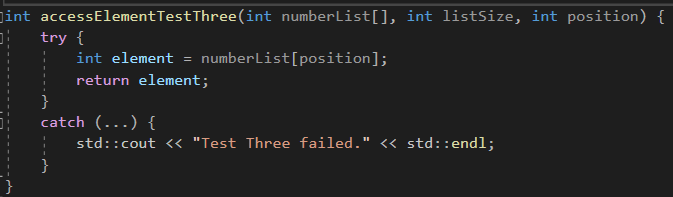 int accessElementTestThree(int numberList[], int listSize, int position) {
    try {
        int element = numberList[position];
        return element;
    }
    catch (...) {
        std::cout << "Test Three failed." << std::endl;
    }
}